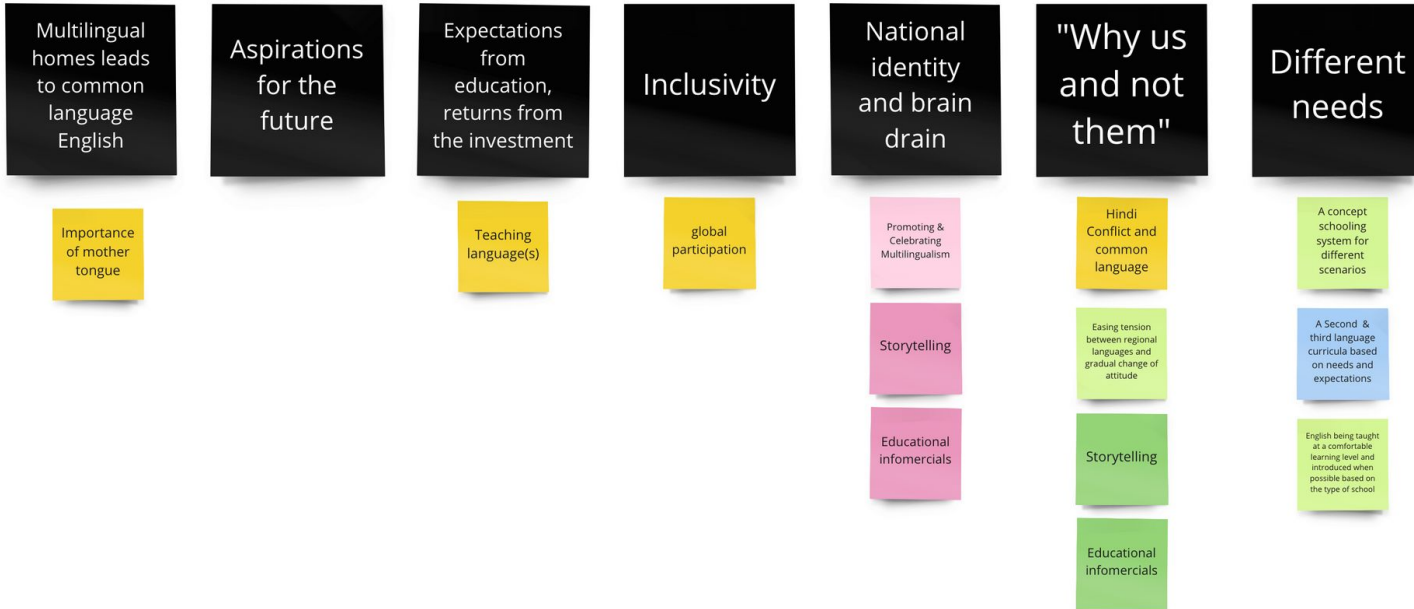 Multilingual
homes leads
to common
language
English
Aspirations
for the
future
Expectations
from
education,
returns from
the investment
Inclusivity
National
identity
and brain
drain
"Why us
and not
them"
Different
needs
Importance
of mother
tongue
Teaching
language(s)
global
participation
Promoting &
Celebrating
Multilingualism
Storytelling
Educational
infomercials
Hindi
Conflict and
common
language
Easing tension
between regional
languages and
gradual change of
attitude
Storytelling
Educational
infomercials
A concept
schooling
system for
different
scenarios
A Second &
third language
curricula based
on needs and
expectations
English being taught
at a comfortable
learning level and
introduced when
possible based on
the type of school